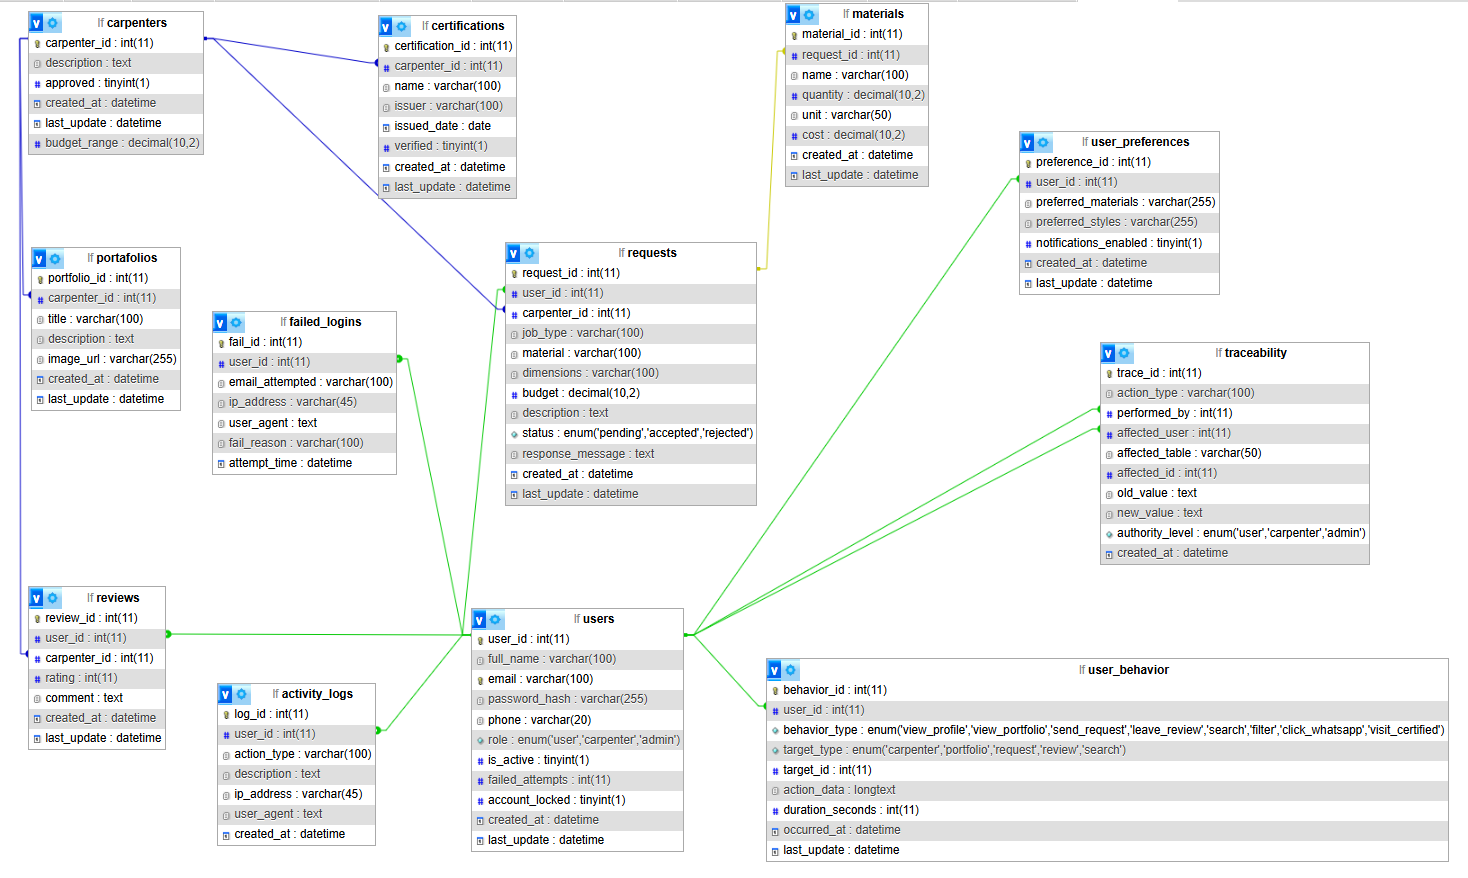 v lf carpenters
carpenter_id : int(11)
description : text
approved : tinyint(1)
created_at : datetime
last_update : datetime
budget_range : decimal(10,2)
v lf certifications
certification_id : int(11)
carpenter_id : int(11)
name : varchar(100)
issuer : varchar(100)
issued_date : date
verified : tinyint(1)
created_at : datetime
last_update : datetime
v lf materials
material_id : int(11)
request_id : int(11)
name : varchar(100)
quantity : decimal(10,2)
unit : varchar(50)
cost : decimal(10,2)
created_at : datetime
last_update : datetime
v lf user_preferences
preference_id : int(11)
user_id : int(11)
preferred_materials : varchar(255)
preferred_styles : varchar(255)
notifications_enabled : tinyint(1)
created_at : datetime
last_update : datetime
v lf portafolios
portfolio_id : int(11)
carpenter_id : int(11)
title : varchar(100)
description : text
image_url : varchar(255)
created_at : datetime
last_update : datetime
v lf failed_logins
fail_id : int(11)
user_id : int(11)
email_attempted : varchar(100)
ip_address : varchar(45)
user_agent : text
fail_reason : varchar(100)
attempt_time : datetime
v lf requests
request_id : int(11)
user_id : int(11)
carpenter_id : int(11)
job_type : varchar(100)
material : varchar(100)
dimensions : varchar(100)
budget : decimal(10,2)
description : text
status : enum('pending','accepted','rejected')
response_message : text
created_at : datetime
last_update : datetime
v lf traceability
trace_id : int(11)
action_type : varchar(100)
performed_by : int(11)
affected_user : int(11)
affected_table : varchar(50)
affected_id : int(11)
old_value : text
new_value : text
authority_level : enum('user','carpenter','admin')
created_at : datetime
v lf reviews
review_id : int(11)
user_id : int(11)
carpenter_id : int(11)
rating : int(11)
comment : text
created_at : datetime
last_update : datetime
v lf activity_logs
log_id : int(11)
user_id : int(11)
action_type : varchar(100)
description : text
ip_address : varchar(45)
user_agent : text
created_at : datetime
v lf users
user_id : int(11)
full_name : varchar(100)
email : varchar(100)
password_hash : varchar(255)
phone : varchar(20)
role : enum('user','carpenter','admin')
is_active : tinyint(1)
failed_attempts : int(11)
account_locked : tinyint(1)
created_at : datetime
last_update : datetime
v lf user_behavior
behavior_id : int(11)
user_id : int(11)
behavior_type : enum('view_profile','view_portfolio','send_request','leave_review','search','filter','click_whatsapp','visit_certified')
target_type : enum('carpenter','portfolio','request','review','search')
target_id : int(11)
action_data : longtext
duration_seconds : int(11)
occurred_at : datetime
last_update : datetime